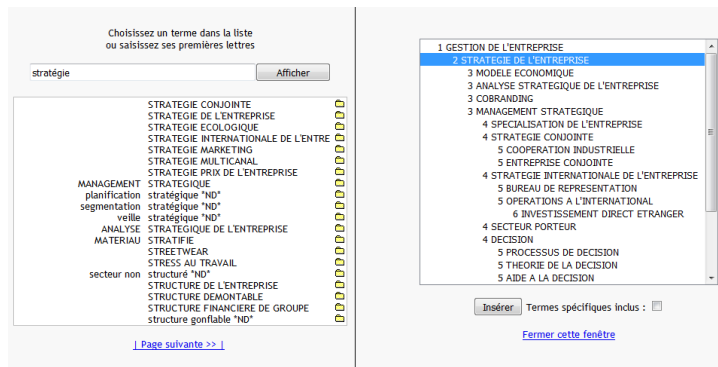 Choisissez un terme dans la liste
ou saisissez ses premières lettres
stratégie
Afficher
STRATEGIE CONJOINTE
STRATEGIE DE L'ENTREPRISE
STRATEGIE ECOLOGIQUE
STRATEGIE INTERNATIONALE DE L'ENTRE
STRATEGIE MARKETING
STRATEGIE MULTICANAL
STRATEGIE PRIX DE L'ENTREPRISE
MANAGEMENT STRATEGIQUE
planification stratégique *ND*
segmentation stratégique *ND*
veille stratégique *ND*
ANALYSE STRATEGIQUE DE L'ENTREPRISE
MATERIAU STRATIFIE
STREETWEAR
STRESS AU TRAVAIL
secteur non structuré *ND*
STRUCTURE DE L'ENTREPRISE
STRUCTURE DEMONTABLE
STRUCTURE FINANCIERE DE GROUPE
structure gonflable *ND*
| Page suivante >> |
1 GESTION DE L'ENTREPRISE
2 STRATEGIE DE L'ENTREPRISE
3 MODELE ECONOMIQUE
3 ANALYSE STRATEGIQUE DE L'ENTREPRISE
3 COBRANDING
3 MANAGEMENT STRATEGIQUE
4 SPECIALISATION DE L'ENTREPRISE
4 STRATEGIE CONJOINTE
5 COOPERATION INDUSTRIELLE
5 ENTREPRISE CONJOINTE
4 STRATEGIE INTERNATIONALE DE L'ENTREPRISE
5 BUREAU DE REPRESENTATION
5 OPERATIONS A L'INTERNATIONAL
6 INVESTISSEMENT DIRECT ETRANGER
4 SECTEUR PORTEUR
4 DECISION
5 PROCESSUS DE DECISION
5 THEORIE DE LA DECISION
5 AIDE A LA DECISION
Insérer Termes spécifiques inclus :
Fermer cette fenêtre